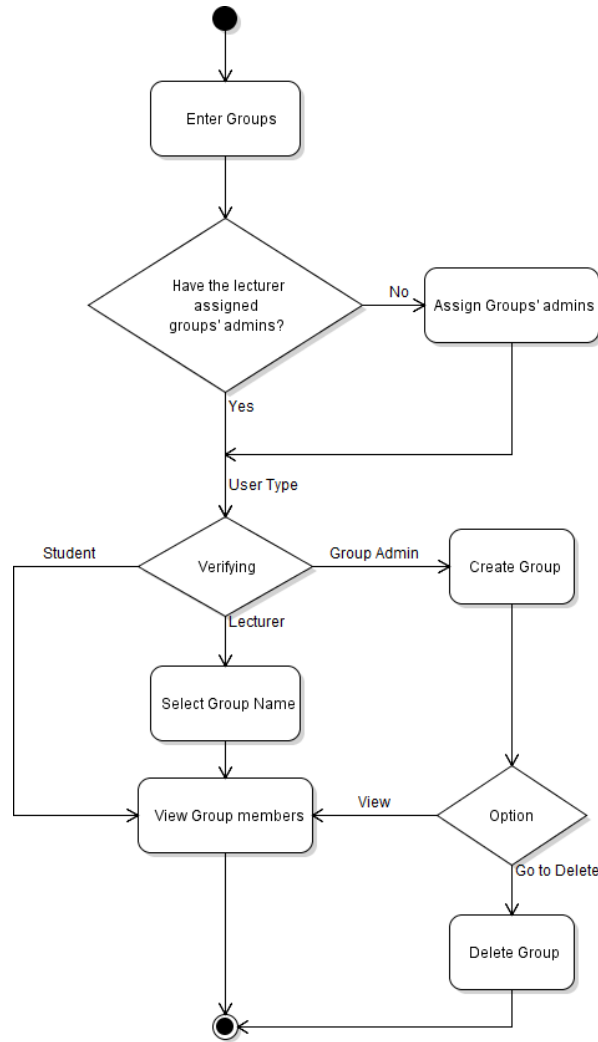 Enter Groups
Have the lecturer
assigned
groups' admins?
No
Assign Groups' admins
Yes
User Type
Student
Verifying
Group Admin
Create Group
Lecturer
Select Group Name
View Group members
View
Option
Go to Delete
Delete Group